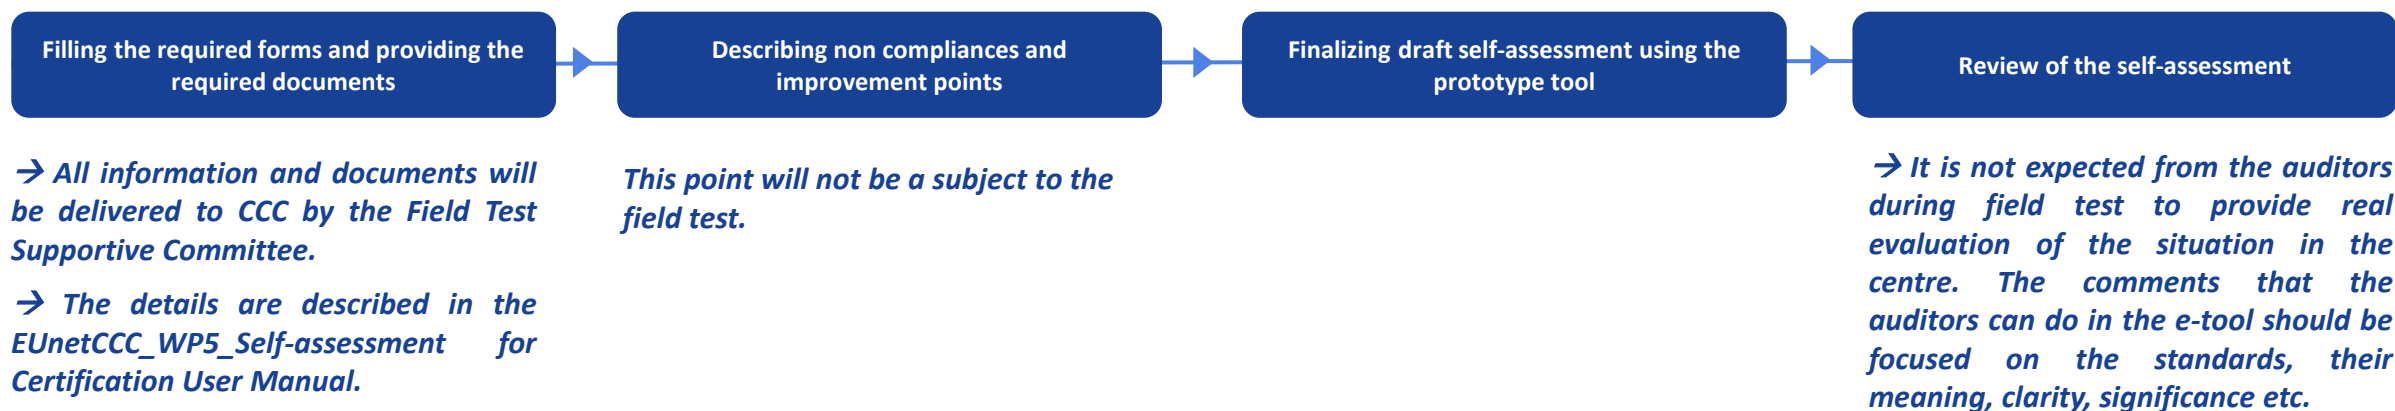 Filling the required forms and providing the
required documents
Describing non compliances and
improvement points
Finalizing draft self-assessment using the
prototype tool
Review of the self-assessment
→ All information and documents will
be delivered to CCC by the Field Test
Supportive Committee.
→ The details are described in the
EUnetCCC_WP5_Self-assessment for
Certification User Manual.
This point will not be a subject to the
field test.
→ It is not expected from the auditors
during field test to provide real
evaluation of the situation in the
centre. The comments that the
auditors can do in the e-tool should be
focused on the standards, their
meaning, clarity, significance etc.